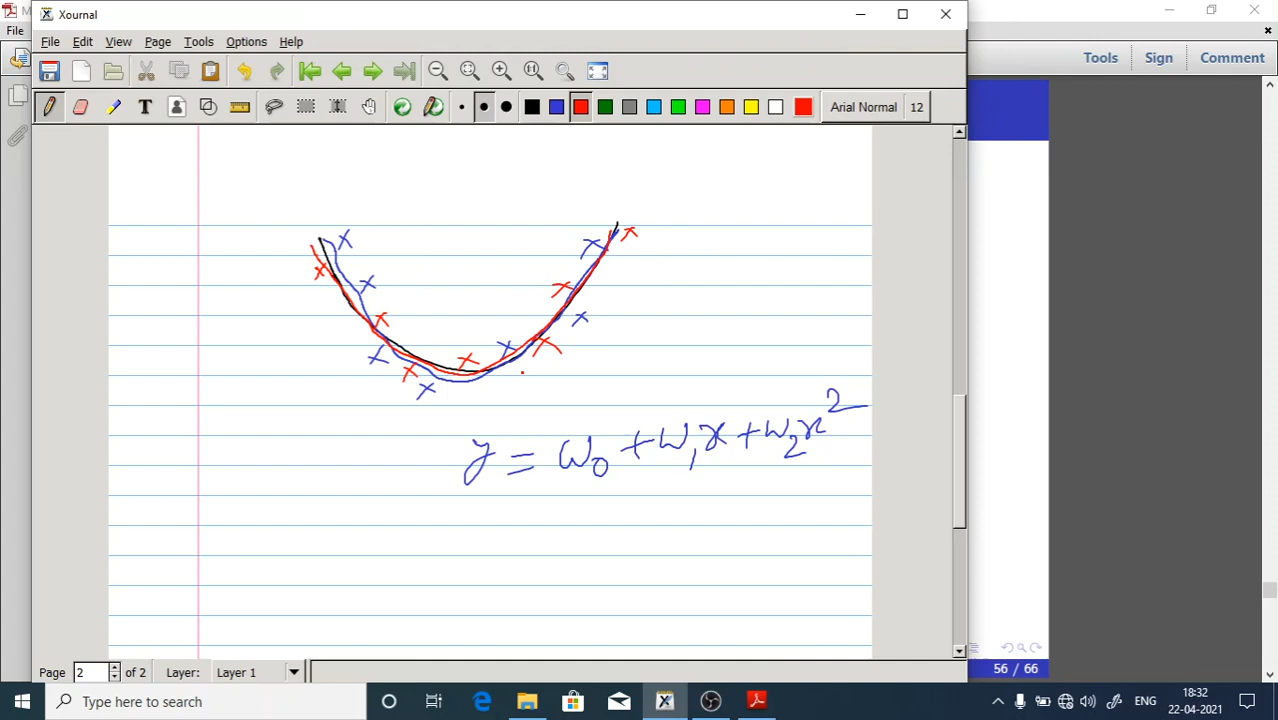 Xournal
File Edit View Page Tools Options Help
Arial Normal 12
Tools Sign Comment
File
y = w₀ + w₁x + w₂x²
56 / 66
Page 2 of 2 Layer: Layer 1
Type here to search
ENG 18:32
22-04-2021